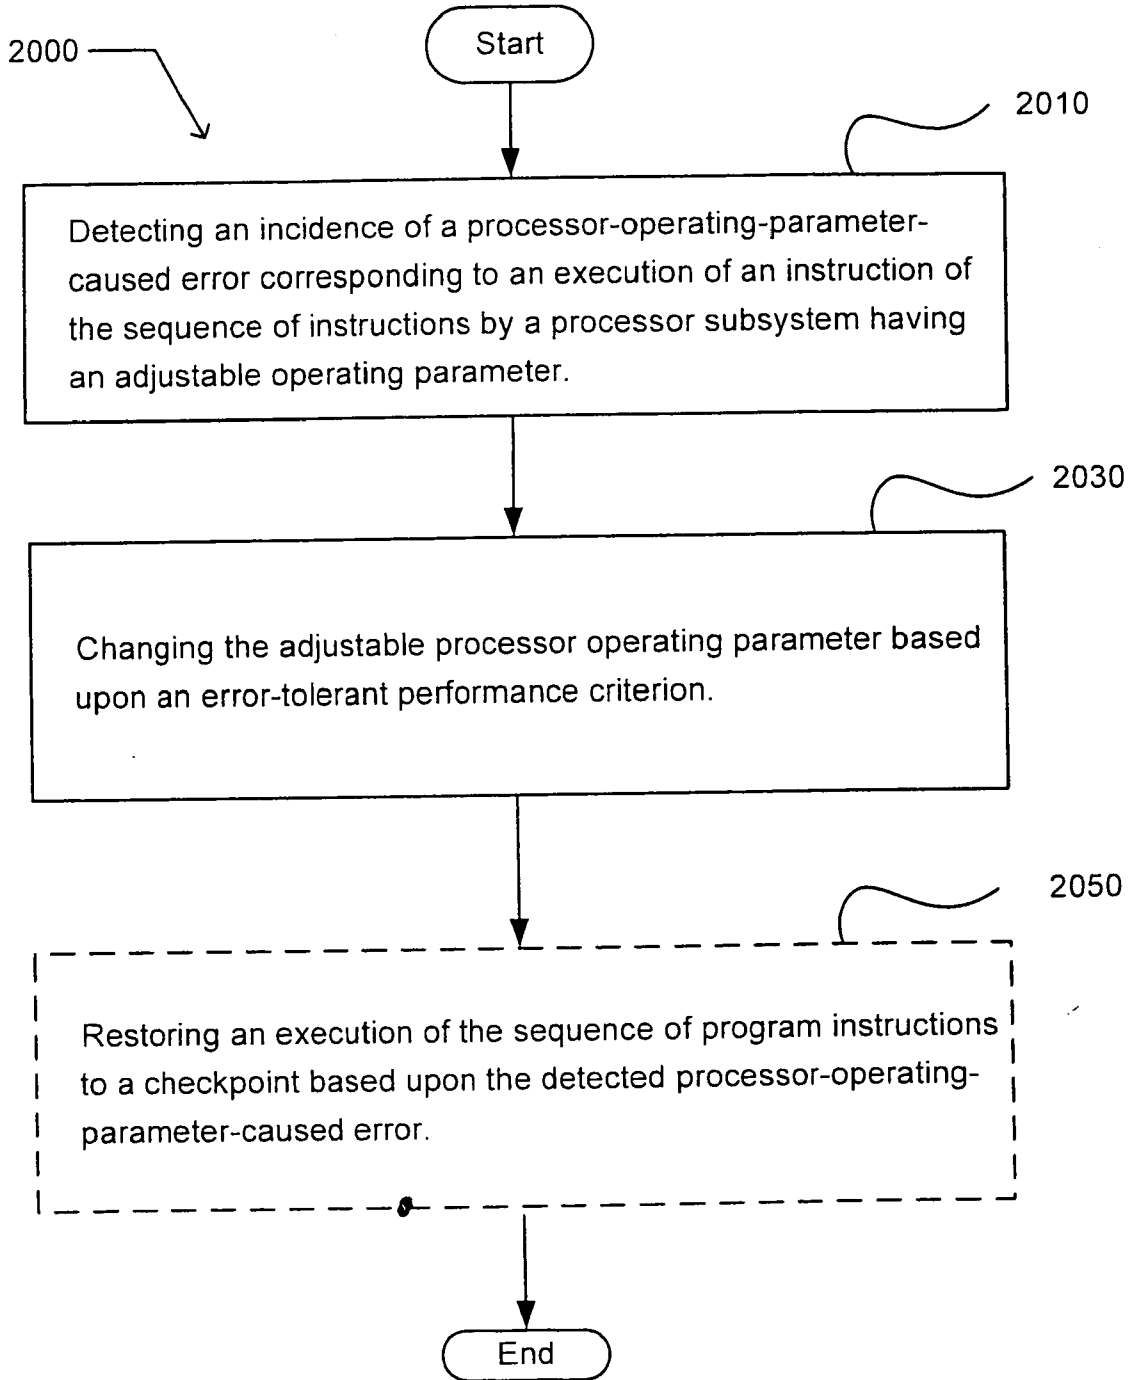 Start
2000
2010
Detecting an incidence of a processor-operating-parameter-
caused error corresponding to an execution of an instruction of
the sequence of instructions by a processor subsystem having
an adjustable operating parameter.
2030
Changing the adjustable processor operating parameter based
upon an error-tolerant performance criterion.
2050
Restoring an execution of the sequence of program instructions
to a checkpoint based upon the detected processor-operating-
parameter-caused error.
End